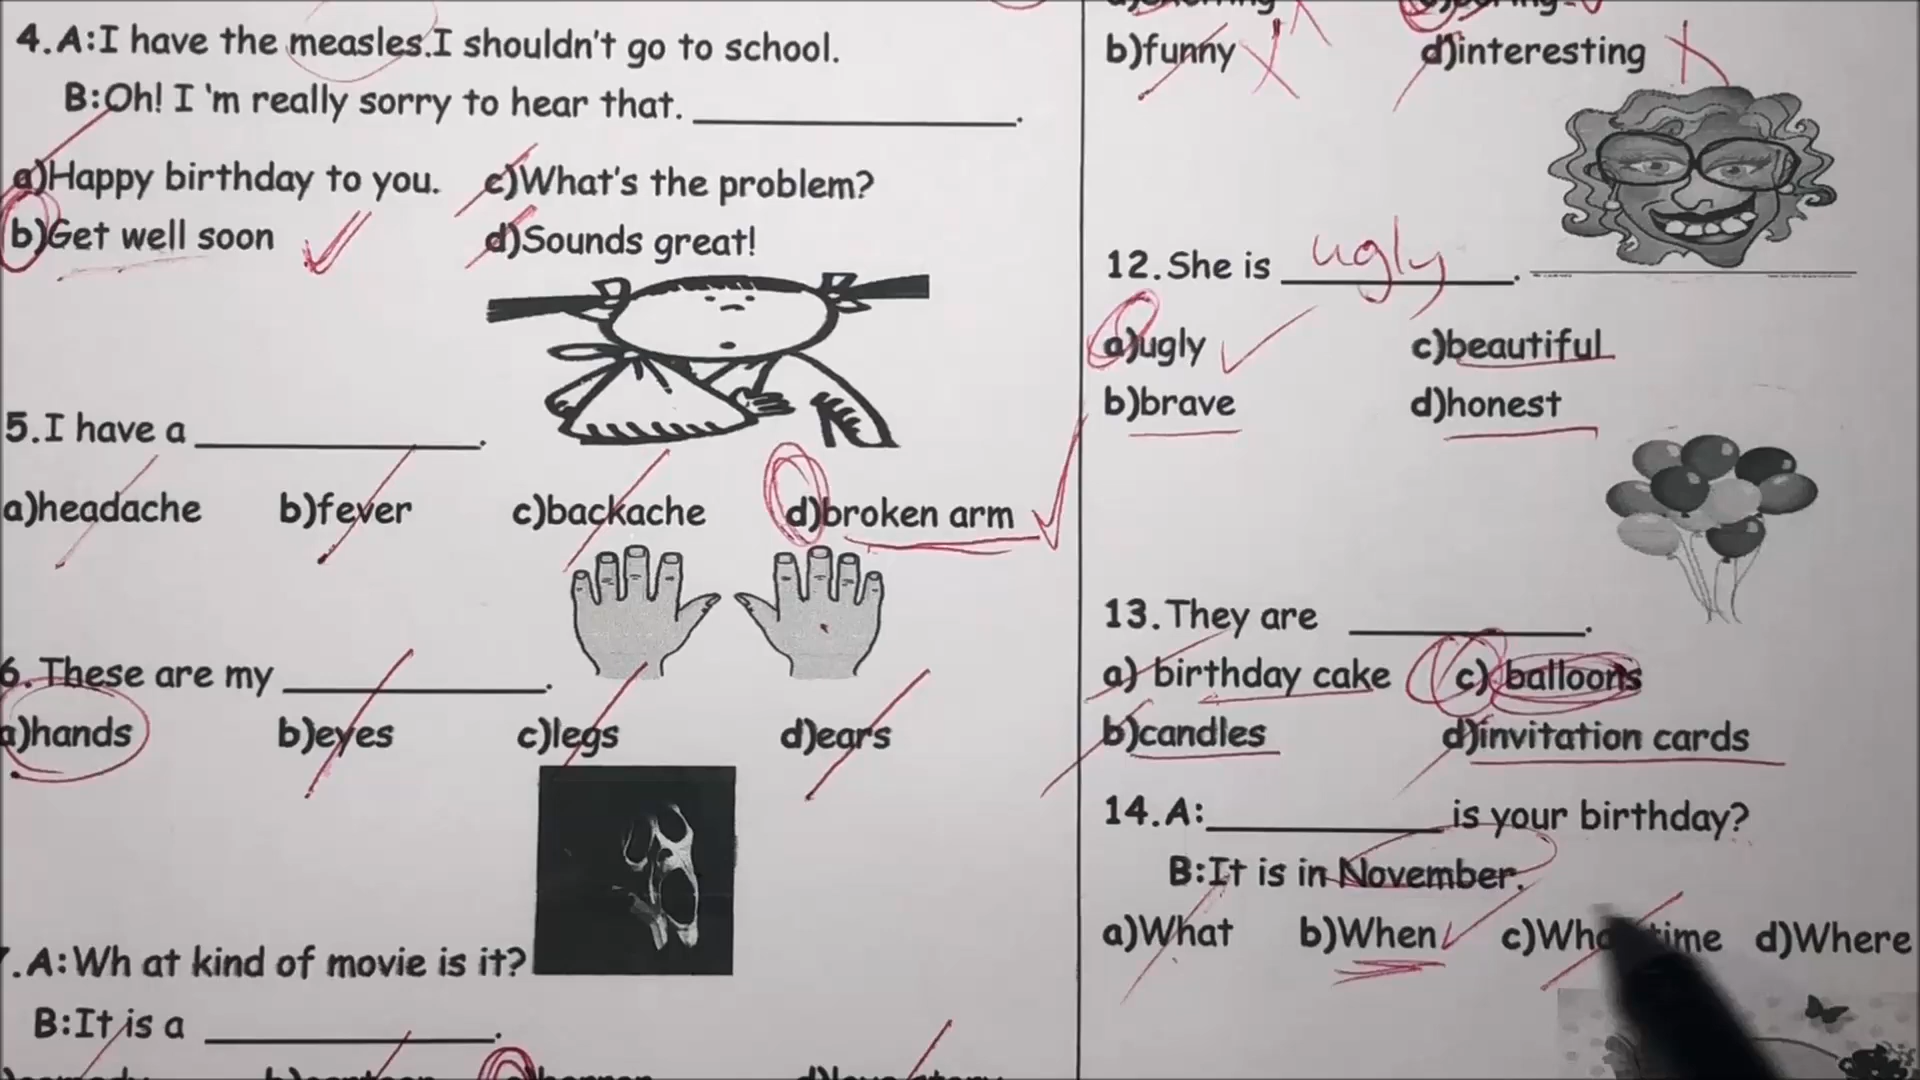 4.A:I have the measles.I shouldn't go to school.
B:Oh! I 'm really sorry to hear that. ____________.
a)Happy birthday to you. c)What's the problem?
b)Get well soon d)Sounds great!
5.I have a ____________.
a)headache b)fever c)backache d)broken arm
6.These are my ____________.
a)hands b)eyes c)legs d)ears
.A:Wh at kind of movie is it?
B:It is a ____________.
b)funny d)interesting
12.She is ugly.
a)ugly c)beautiful
b)brave d)honest
13.They are ____________.
a) birthday cake c) balloons
b)candles d)invitation cards
14.A:____________ is your birthday?
B:It is in November.
a)What b)When c)What time d)Where